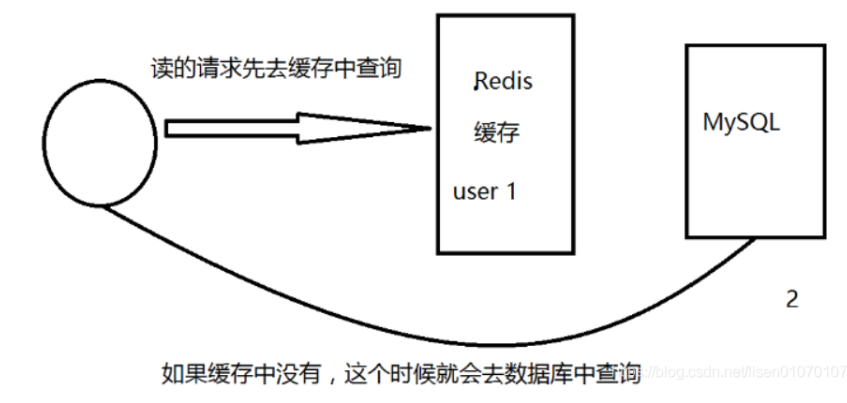 读的请求先去缓存中查询
Redis
缓存
user 1
MySQL
2
如果缓存中没有，这个时候就会去数据库中查询
https://blog.csdn.net/lisen01070107